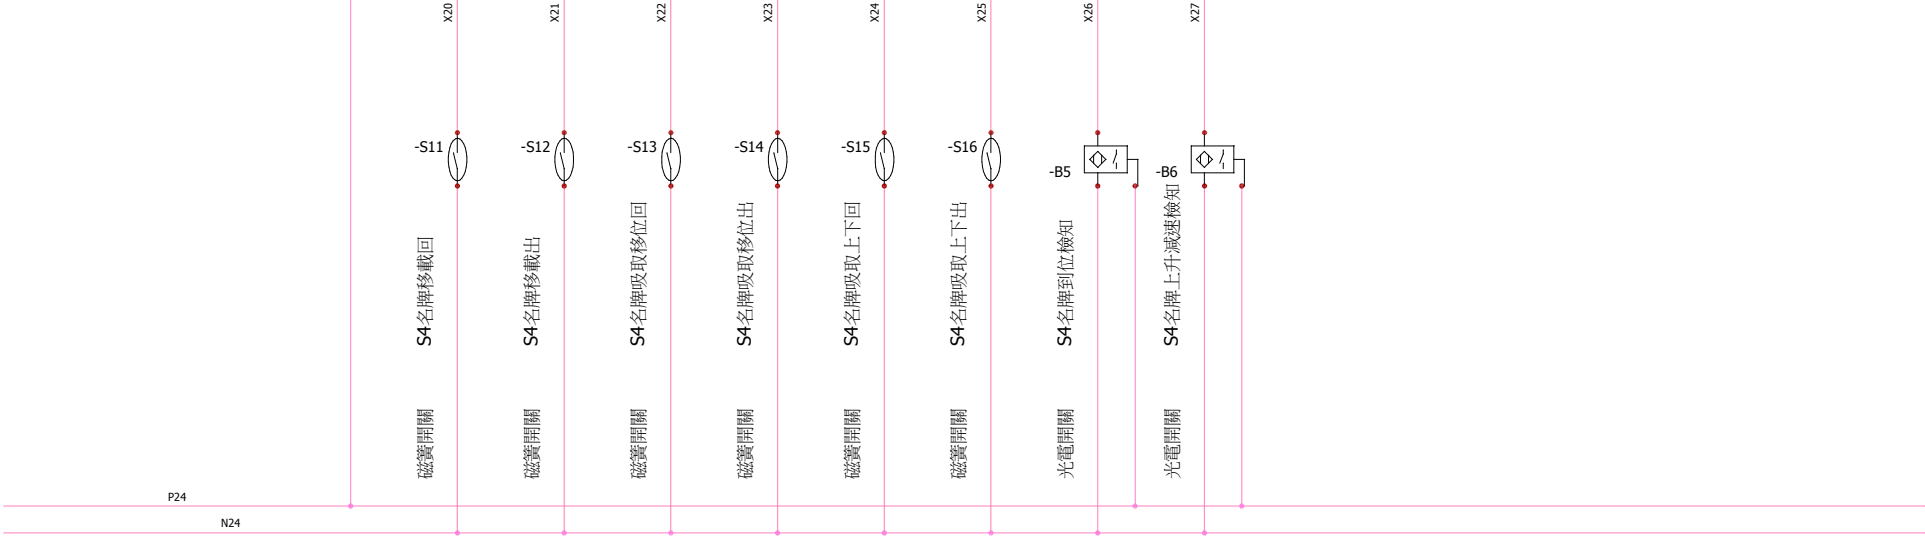 X20
X21
X22
X23
X24
X25
X26
X27
-S11
-S12
-S13
-S14
-S15
-S16
-B5
-B6
S4名牌移載回
S4名牌移載出
S4名牌吸取移位回
S4名牌吸取移位出
S4名牌吸取上下回
S4名牌吸取上下出
S4名牌到位檢知
S4名牌上升減速檢知
磁簧開關
磁簧開關
磁簧開關
磁簧開關
磁簧開關
磁簧開關
光電開關
光電開關
P24
N24